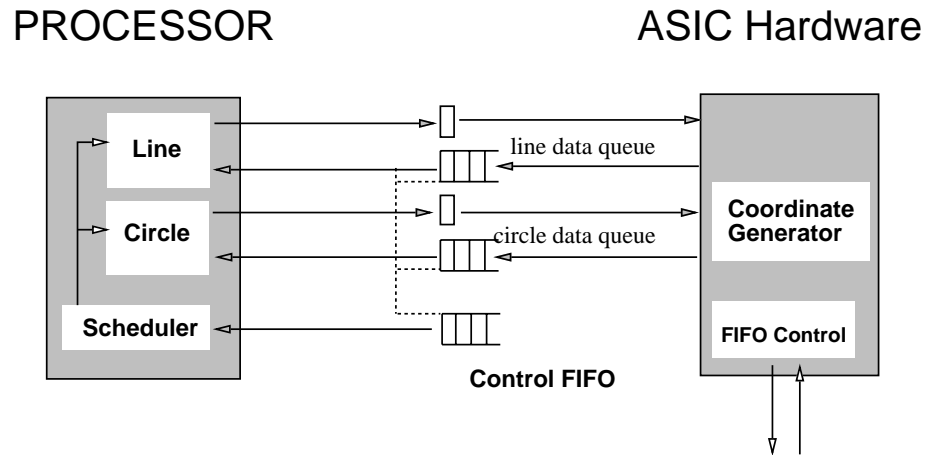 PROCESSOR
ASIC Hardware
Line
line data queue
Circle
circle data queue
Coordinate
Generator
Scheduler
FIFO Control
Control FIFO